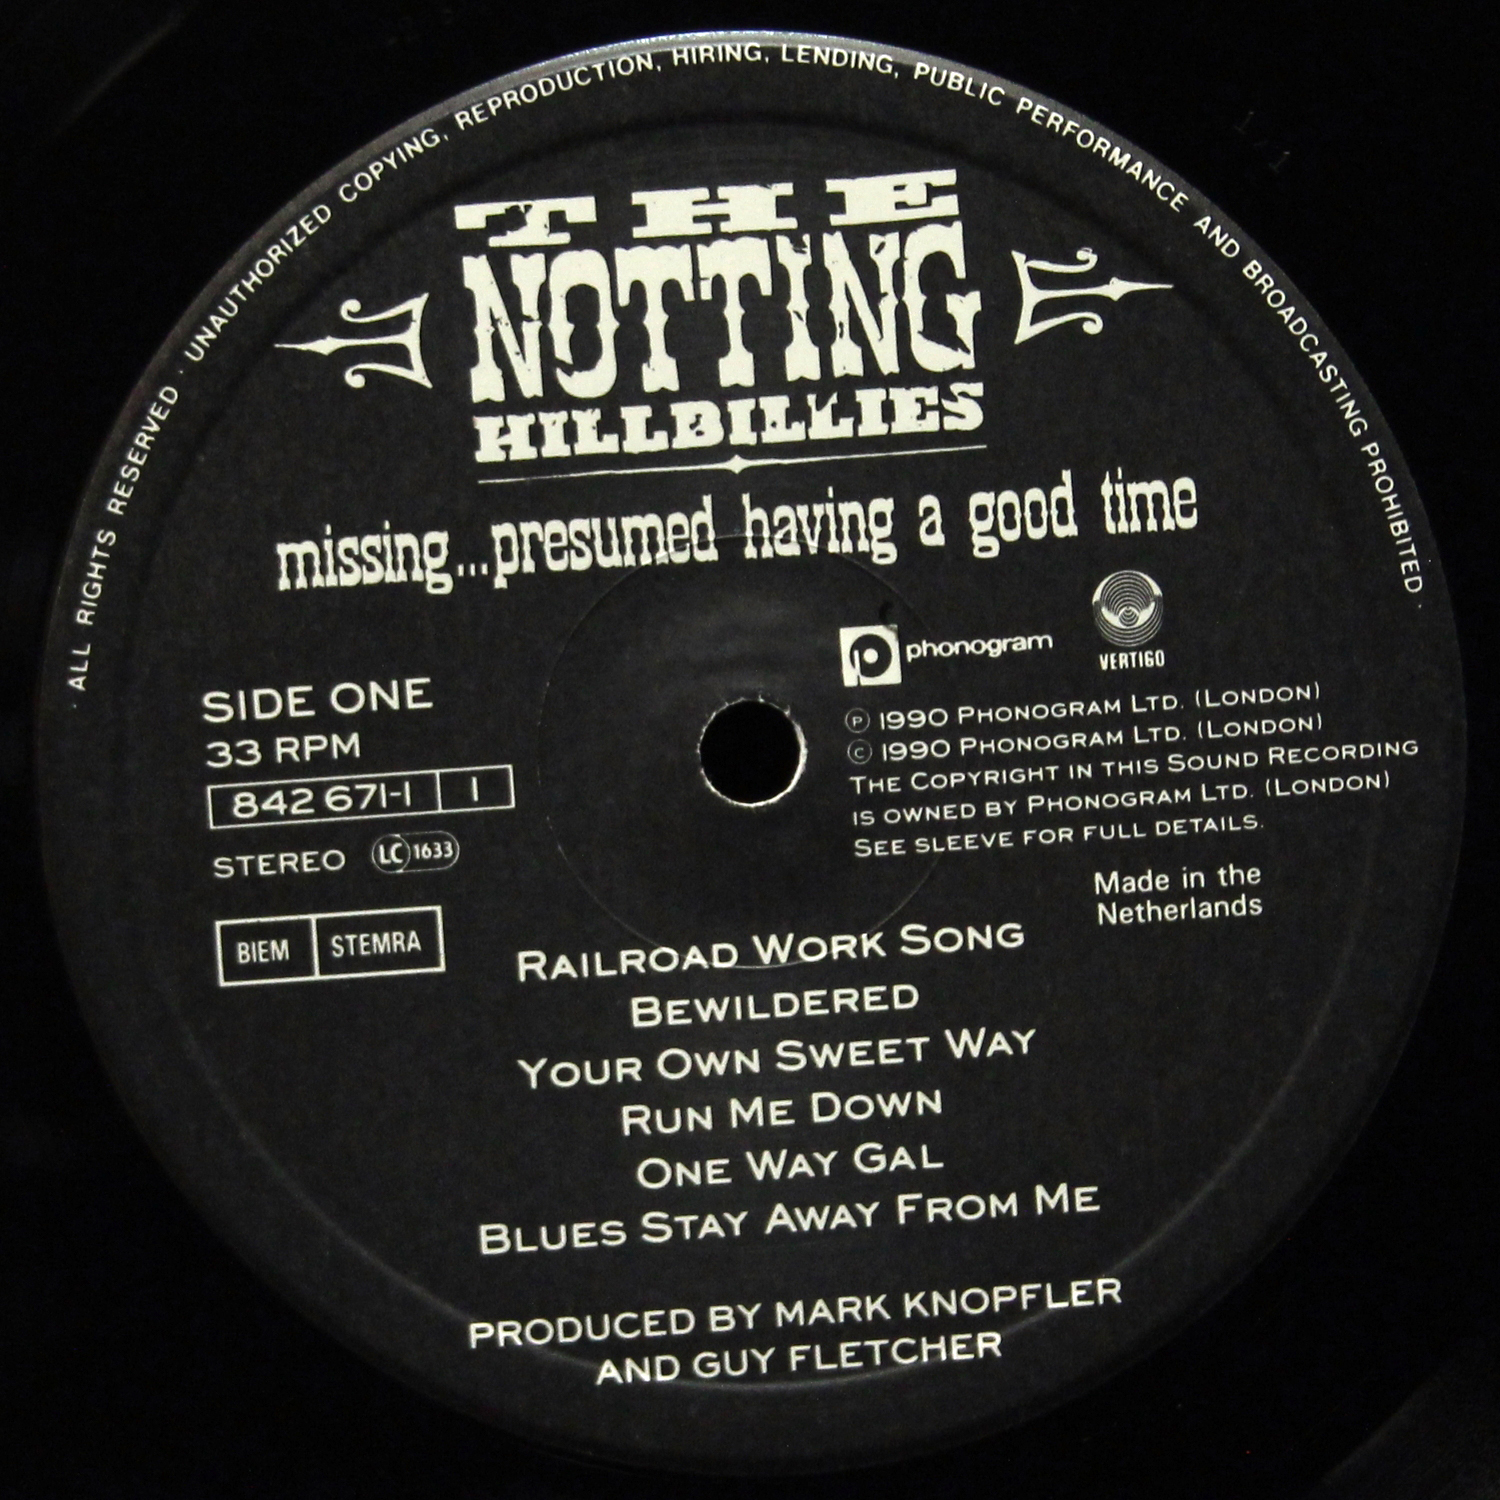 ALL RIGHTS RESERVED · UNAUTHORIZED COPYING, REPRODUCTION, HIRING, LENDING, PUBLIC PERFORMANCE AND BROADCASTING PROHIBITED ·
THE
NOTTING
HILLBILLIES
missing...presumed having a good time
phonogram
VERTIGO
SIDE ONE
33 RPM
842 671-1 1
STEREO LC 1633
BIEM STEMRA
Ⓟ 1990 PHONOGRAM LTD. (LONDON)
© 1990 PHONOGRAM LTD. (LONDON)
THE COPYRIGHT IN THIS SOUND RECORDING
IS OWNED BY PHONOGRAM LTD. (LONDON)
SEE SLEEVE FOR FULL DETAILS.
Made in the
Netherlands
RAILROAD WORK SONG
BEWILDERED
YOUR OWN SWEET WAY
RUN ME DOWN
ONE WAY GAL
BLUES STAY AWAY FROM ME
PRODUCED BY MARK KNOPFLER
AND GUY FLETCHER